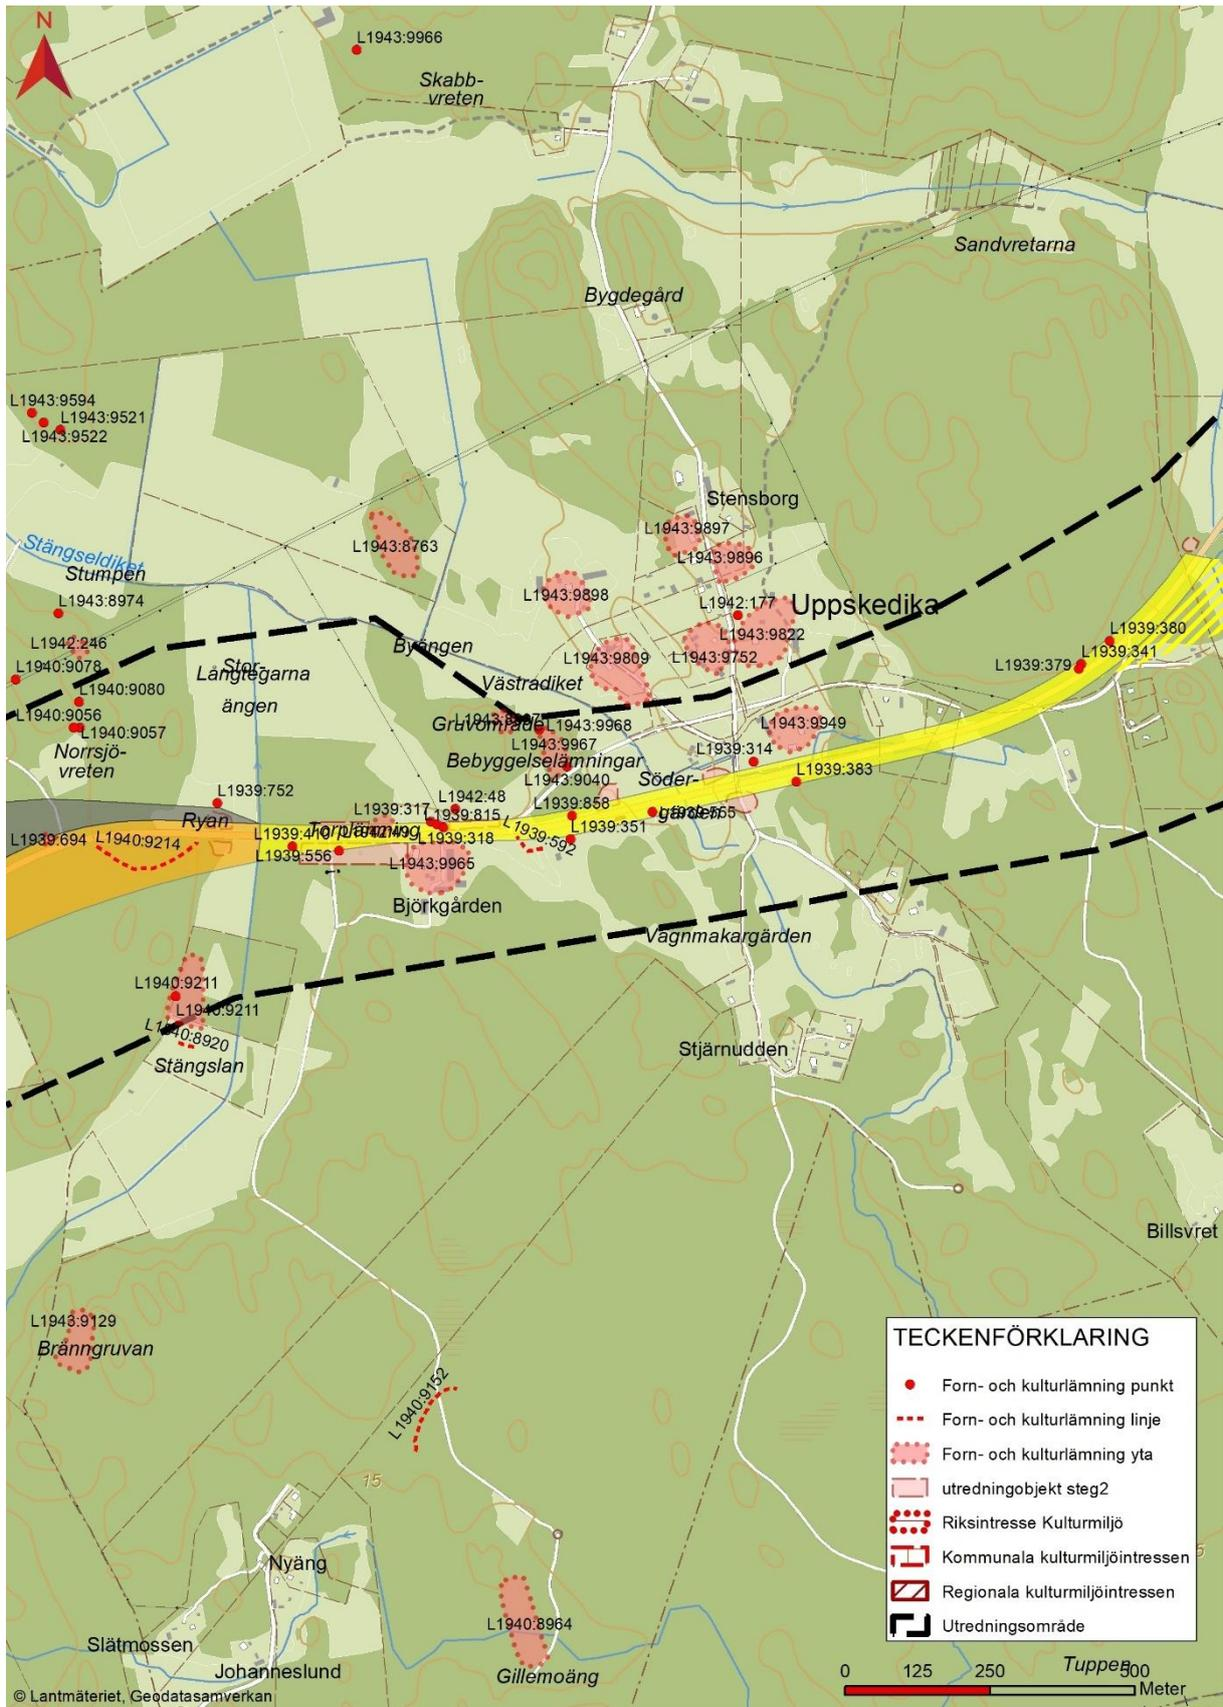 N
L1943:9966
Skabb-
vreten
Sandvretarna
Bygdegård
L1943:9594
L1943:9521
L1943:9522
Stensborg
L1943:9897
L1943:8763
L1943:9896
Stängseldiket
Stumpen
L1943:9898
L1943:8974
L1942:177
Uppskedika
L1943:9822
L1939:380
L1942:246
Byängen
L1943:9752
L1943:9809
L1939:341
L1939:379
L1940:9078
Stor-
Långtegarna
L1940:9080
Västradiket
ängen
L1940:9056
Gruvområde
L1943:9968
L1943:9949
L1940:9057
L1943:9967
Norrsjö-
vreten
Bebyggelselämningar
L1939:314
L1943:9040
Söder-
L1939:383
L1939:752
L1942:48
L1939:317
L1939:858
gården
Ryan
L1939:815
L1939:351
Torplämning
L1939:694
L1940:9214
L1939:318
L1939:592
L1939:556
L1943:9965
Björkgården
Vagnmakargärden
L1940:9211
L1940:9211
L1940:8920
Stängslan
Stjärnudden
Billsvret
L1943:9129
Bränngruvan
L1940:9152
15
Nyäng
L1940:8964
Slätmossen
Johanneslund
Gillemoäng
Tuppen
TECKENFÖRKLARING
Forn- och kulturlämning punkt
Forn- och kulturlämning linje
Forn- och kulturlämning yta
utredningobjekt steg2
Riksintresse Kulturmiljö
Kommunala kulturmiljöintressen
Regionala kulturmiljöintressen
Utredningsområde
0 125 250 500
Meter
© Lantmäteriet, Geodatasamverkan